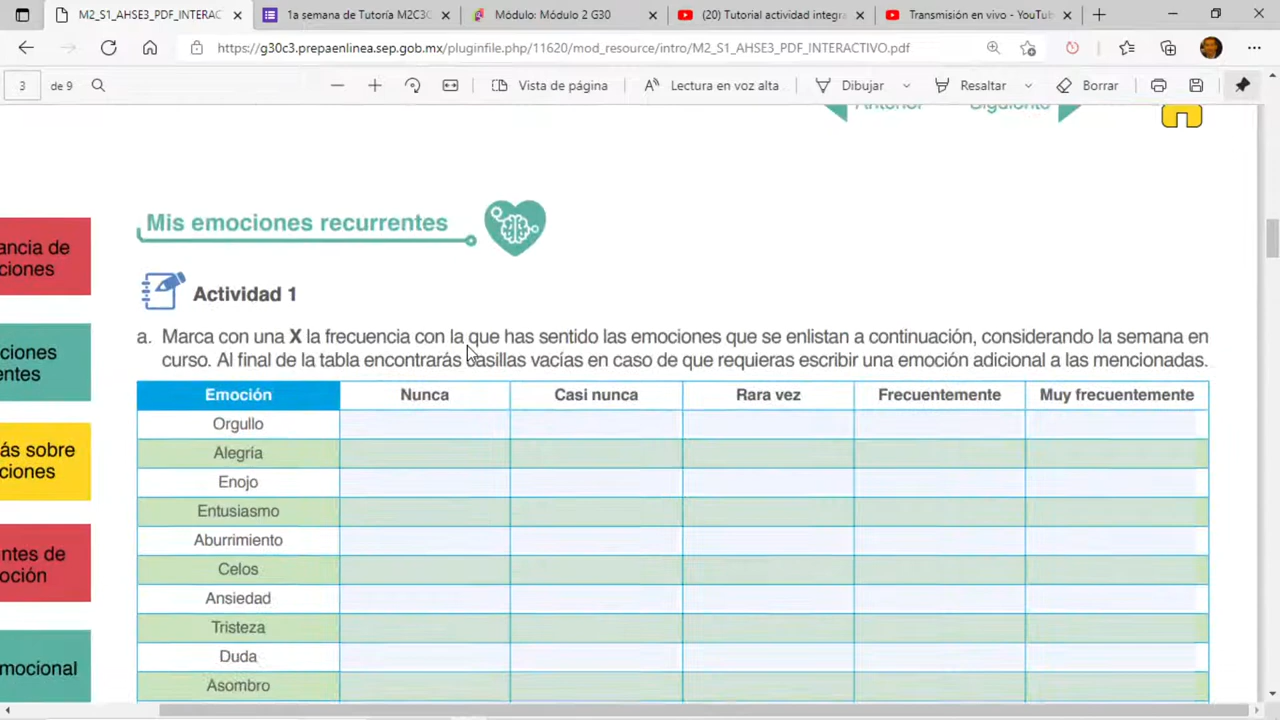 M2_S1_AHSE3_PDF_INTERAC
1a semana de Tutoría M2C3G
Módulo: Módulo 2 G30
(20) Tutorial actividad integra
Transmisión en vivo - YouTub
https://g30c3.prepaenlinea.sep.gob.mx/pluginfile.php/11620/mod_resource/intro/M2_S1_AHSE3_PDF_INTERACTIVO.pdf
3 de 9
Vista de página
Lectura en voz alta
Dibujar
Resaltar
Borrar
Anterior
Siguiente
Mis emociones recurrentes
Actividad 1
a. Marca con una X la frecuencia con la que has sentido las emociones que se enlistan a continuación, considerando la semana en
curso. Al final de la tabla encontrarás casillas vacías en caso de que requieras escribir una emoción adicional a las mencionadas.
Emoción Nunca Casi nunca Rara vez Frecuentemente Muy frecuentemente
Orgullo
Alegría
Enojo
Entusiasmo
Aburrimiento
Celos
Ansiedad
Tristeza
Duda
Asombro
ancia de
ciones
ciones
entes
ás sobre
ciones
ntes de
oción
mocional